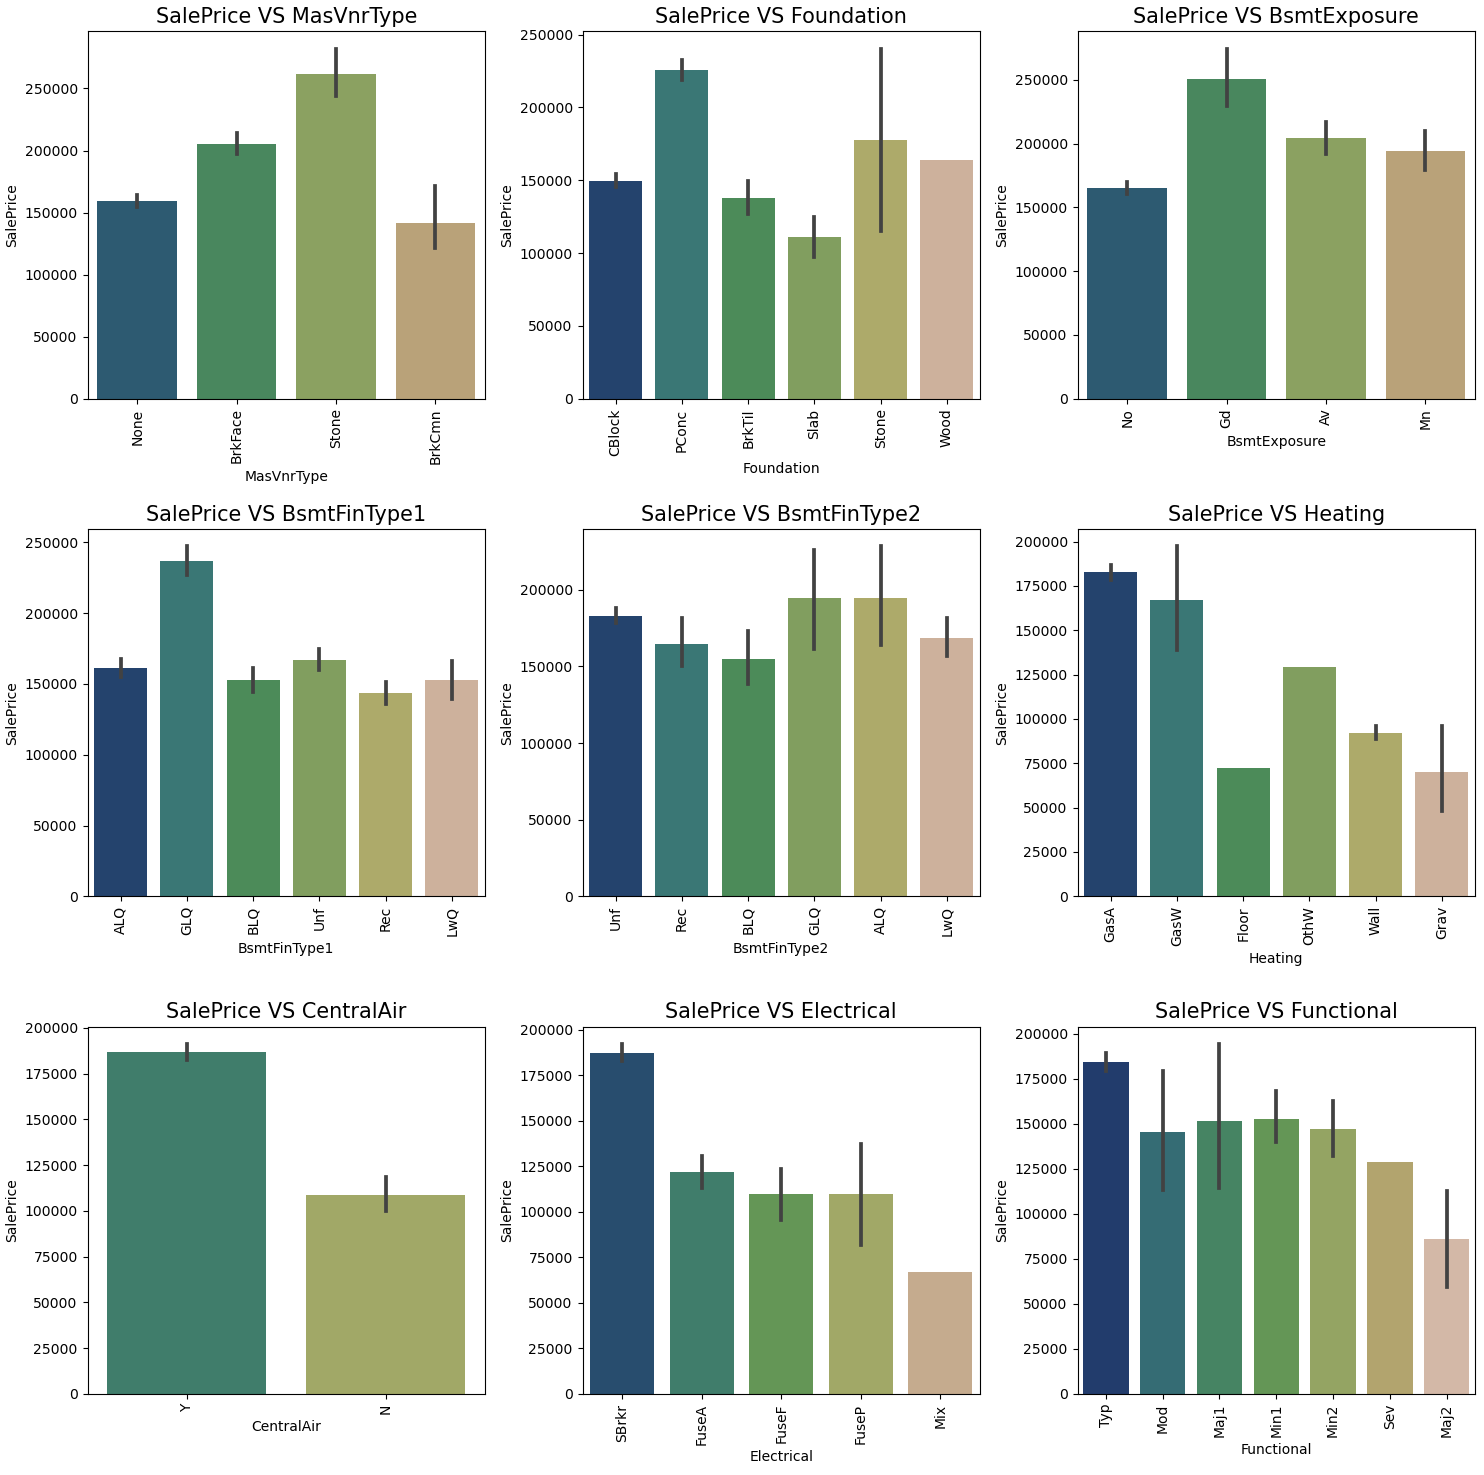 SalePrice VS MasVnrType
SalePrice VS Foundation
SalePrice VS BsmtExposure
SalePrice
250000
200000
150000
100000
50000
0
None
BrkFace
Stone
BrkCmn
MasVnrType
SalePrice
250000
200000
150000
100000
50000
0
CBlock
PConc
BrkTil
Slab
Stone
Wood
Foundation
SalePrice
250000
200000
150000
100000
50000
0
No
Gd
Av
Mn
BsmtExposure
SalePrice VS BsmtFinType1
SalePrice VS BsmtFinType2
SalePrice VS Heating
SalePrice
250000
200000
150000
100000
50000
0
ALQ
GLQ
BLQ
Unf
Rec
LwQ
BsmtFinType1
SalePrice
200000
150000
100000
50000
0
Unf
Rec
BLQ
GLQ
ALQ
LwQ
BsmtFinType2
SalePrice
200000
175000
150000
125000
100000
75000
50000
25000
0
GasA
GasW
Floor
OthW
Wall
Grav
Heating
SalePrice VS CentralAir
SalePrice VS Electrical
SalePrice VS Functional
SalePrice
200000
175000
150000
125000
100000
75000
50000
25000
0
Y
N
CentralAir
SalePrice
200000
175000
150000
125000
100000
75000
50000
25000
0
SBrkr
FuseA
FuseF
FuseP
Mix
Electrical
SalePrice
200000
175000
150000
125000
100000
75000
50000
25000
0
Typ
Mod
Maj1
Min1
Min2
Sev
Maj2
Functional